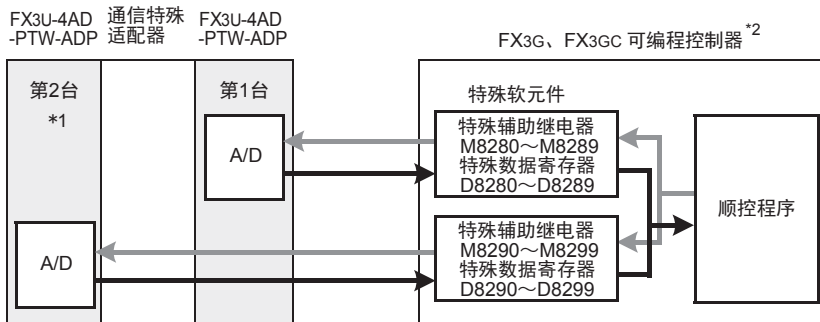 FX3U-4AD
-PTW-ADP
通信特殊
适配器
FX3U-4AD
-PTW-ADP
FX3G、FX3GC 可编程控制器*2
第2台
*1
第1台
A/D
A/D
特殊软元件
特殊辅助继电器
M8280～M8289
特殊数据寄存器
D8280～D8289
特殊辅助继电器
M8290～M8299
特殊数据寄存器
D8290～D8299
顺控程序